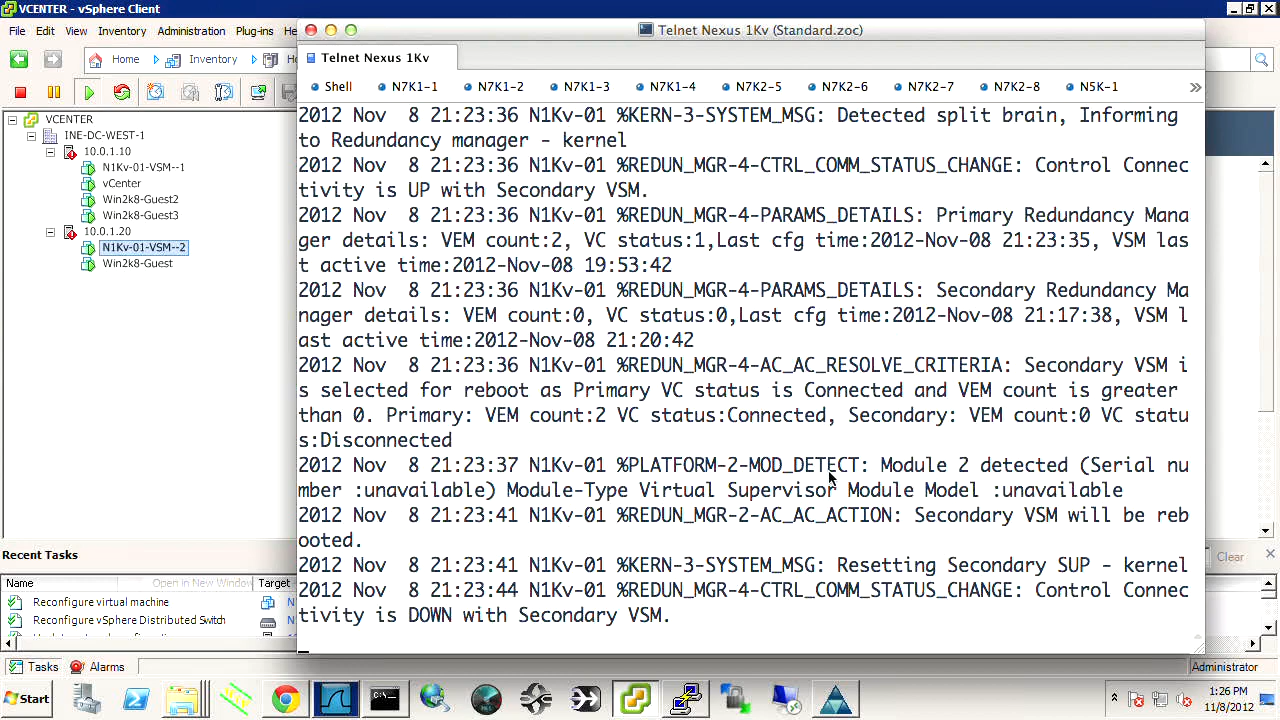 VCENTER - vSphere Client
File Edit View Inventory Administration Plug-ins He
Home Inventory H
VCENTER
INE-DC-WEST-1
10.0.1.10
N1Kv-01-VSM--1
vCenter
Win2k8-Guest2
Win2k8-Guest3
10.0.1.20
N1Kv-01-VSM--2
Win2k8-Guest
Telnet Nexus 1Kv (Standard.zoc)
Telnet Nexus 1Kv
Shell N7K1-1 N7K1-2 N7K1-3 N7K1-4 N7K2-5 N7K2-6 N7K2-7 N7K2-8 N5K-1 »
2012 Nov  8 21:23:36 N1Kv-01 %KERN-3-SYSTEM_MSG: Detected split brain, Informing
to Redundancy manager - kernel
2012 Nov  8 21:23:36 N1Kv-01 %REDUN_MGR-4-CTRL_COMM_STATUS_CHANGE: Control Connec
tivity is UP with Secondary VSM.
2012 Nov  8 21:23:36 N1Kv-01 %REDUN_MGR-4-PARAMS_DETAILS: Primary Redundancy Mana
ger details: VEM count:2, VC status:1,Last cfg time:2012-Nov-08 21:23:35, VSM las
t active time:2012-Nov-08 19:53:42
2012 Nov  8 21:23:36 N1Kv-01 %REDUN_MGR-4-PARAMS_DETAILS: Secondary Redundancy Ma
nager details: VEM count:0, VC status:0,Last cfg time:2012-Nov-08 21:17:38, VSM l
ast active time:2012-Nov-08 21:20:42
2012 Nov  8 21:23:36 N1Kv-01 %REDUN_MGR-4-AC_AC_RESOLVE_CRITERIA: Secondary VSM i
s selected for reboot as Primary VC status is Connected and VEM count is greater
than 0. Primary: VEM count:2 VC status:Connected, Secondary: VEM count:0 VC statu
s:Disconnected
2012 Nov  8 21:23:37 N1Kv-01 %PLATFORM-2-MOD_DETECT: Module 2 detected (Serial nu
mber :unavailable) Module-Type Virtual Supervisor Module Model :unavailable
2012 Nov  8 21:23:41 N1Kv-01 %REDUN_MGR-2-AC_AC_ACTION: Secondary VSM will be reb
ooted.
2012 Nov  8 21:23:41 N1Kv-01 %KERN-3-SYSTEM_MSG: Resetting Secondary SUP - kernel
2012 Nov  8 21:23:44 N1Kv-01 %REDUN_MGR-4-CTRL_COMM_STATUS_CHANGE: Control Connec
tivity is DOWN with Secondary VSM.
Recent Tasks
Clear
Name Open in New Window Target
Reconfigure virtual machine N
Reconfigure vSphere Distributed Switch N
Tasks Alarms
Administrator
Start
1:26 PM
11/8/2012